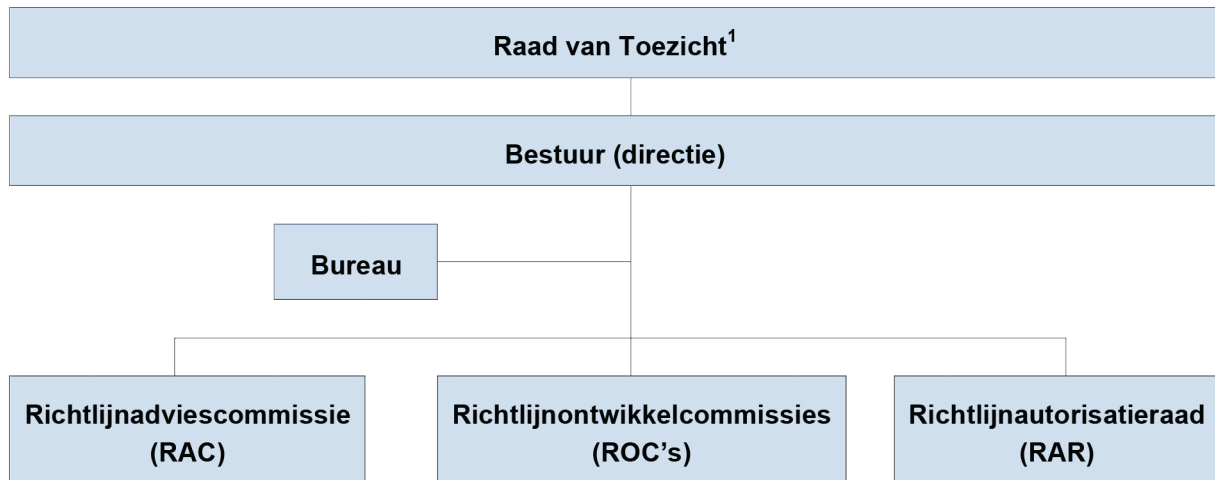 Raad van Toezicht¹
Bestuur (directie)
Bureau
Richtlijnadviescommissie
(RAC)
Richtlijnontwikkelcommissies
(ROC’s)
Richtlijnautorisatieraad
(RAR)